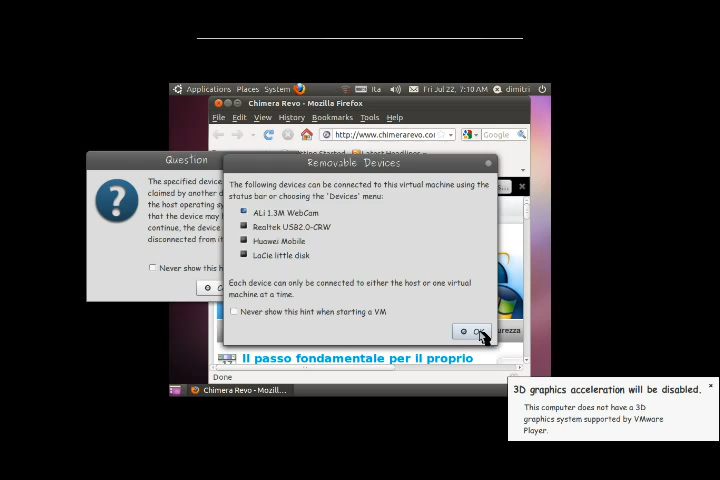 Applications Places System
Ita
Fri Jul 22, 7:10 AM
dimitri
Chimera Revo - Mozilla Firefox
File Edit View History Bookmarks Tools Help
http://www.chimerarevo.co
Google
Question
The specified device
claimed by another d
the host operating sy
that the device may
continue, the device
disconnected from it
Never show this h
Removable Devices
The following devices can be connected to this virtual machine using the
status bar or choosing the 'Devices' menu:
ALi 1.3M WebCam
Realtek USB2.0-CRW
Huawei Mobile
LaCie little disk
Each device can only be connected to either the host or one virtual
machine at a time.
Never show this hint when starting a VM
OK
urezza
Il passo fondamentale per il proprio
Done
Chimera Revo - Mozill...
3D graphics acceleration will be disabled.
This computer does not have a 3D
graphics system supported by VMware
Player.